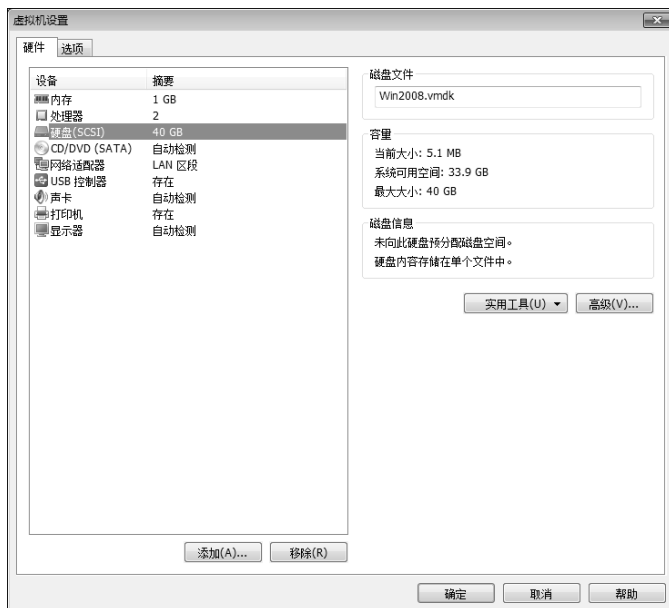 虚拟机设置
硬件 选项
设备 摘要
内存 1 GB
处理器 2
硬盘(SCSI) 40 GB
CD/DVD (SATA) 自动检测
网络适配器 LAN 区段
USB 控制器 存在
声卡 自动检测
打印机 存在
显示器 自动检测
添加(A)... 移除(R)
磁盘文件
Win2008.vmdk
容量
当前大小: 5.1 MB
系统可用空间: 33.9 GB
最大大小: 40 GB
磁盘信息
未向此硬盘预分配磁盘空间。
硬盘内容存储在单个文件中。
实用工具(U) 高级(V)...
确定 取消 帮助